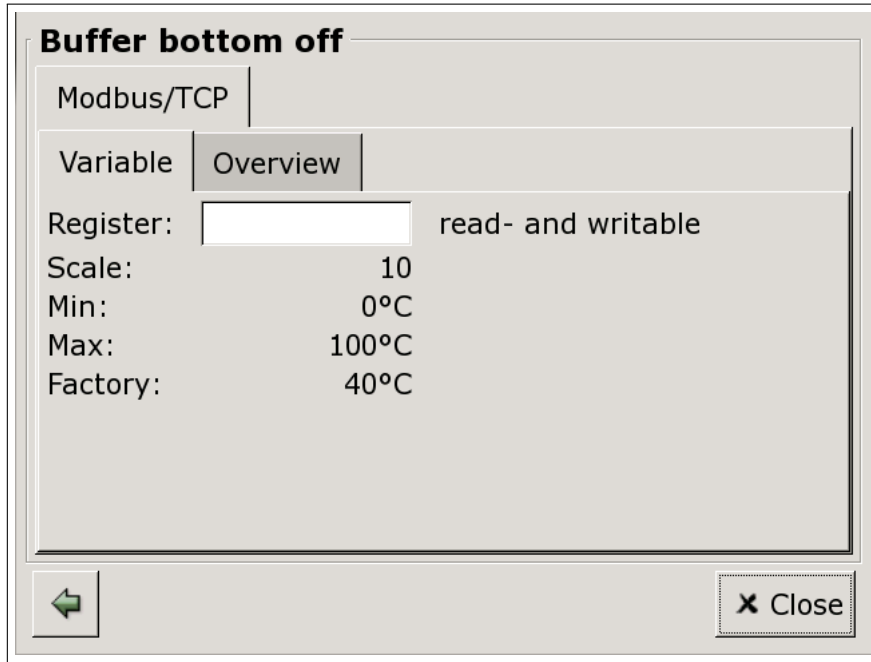 Buffer bottom off
Modbus/TCP
Variable Overview
Register: read- and writable
Scale: 10
Min: 0°C
Max: 100°C
Factory: 40°C
Close